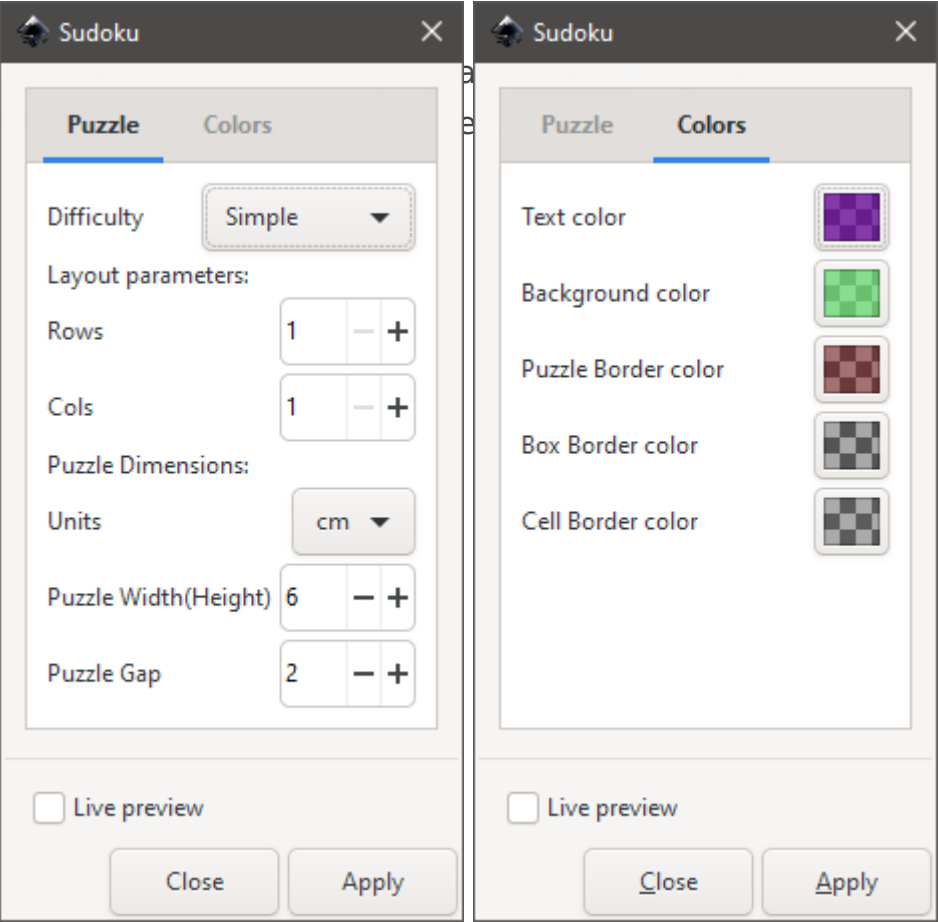 Sudoku
Puzzle Colors
Difficulty Simple
Layout parameters:
Rows 1
Cols 1
Puzzle Dimensions:
Units cm
Puzzle Width(Height) 6
Puzzle Gap 2
Live preview
Close Apply
Sudoku
Puzzle Colors
Text color
Background color
Puzzle Border color
Box Border color
Cell Border color
Live preview
Close Apply